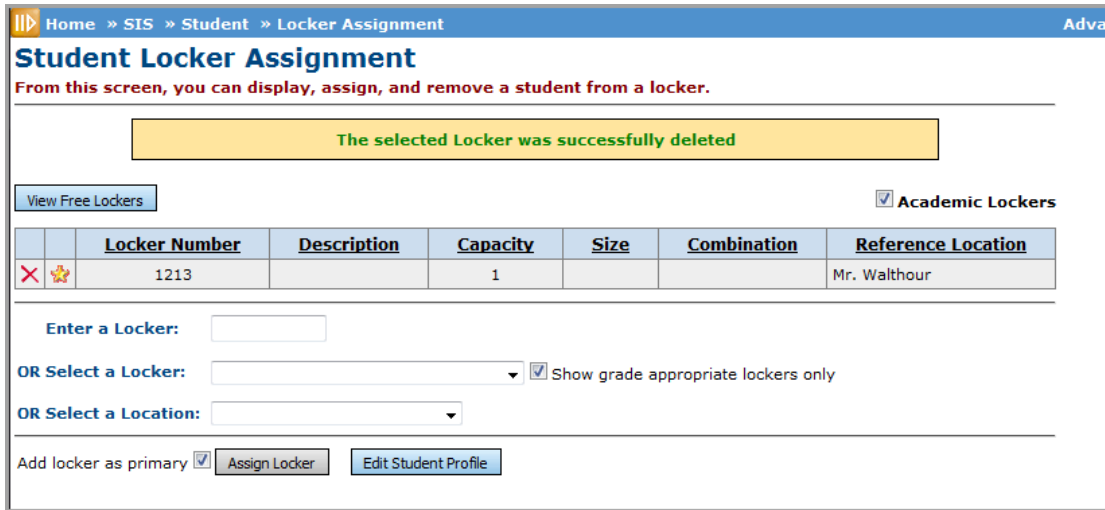 Home » SIS » Student » Locker Assignment Adva
Student Locker Assignment
From this screen, you can display, assign, and remove a student from a locker.
The selected Locker was successfully deleted
View Free Lockers Academic Lockers
Locker Number Description Capacity Size Combination Reference Location
1213 1 Mr. Walthour
Enter a Locker:
OR Select a Locker: Show grade appropriate lockers only
OR Select a Location:
Add locker as primary Assign Locker Edit Student Profile